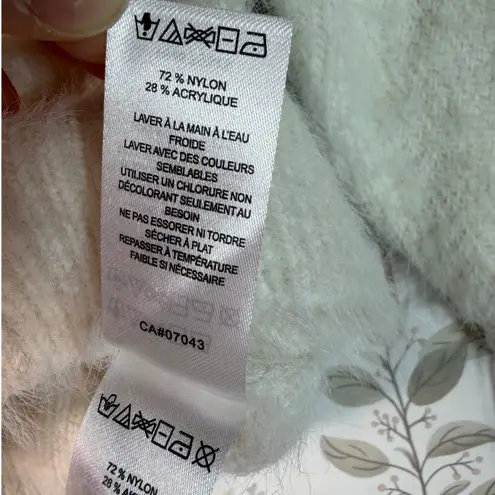 72 % NYLON
28 % ACRYLIQUE
LAVER À LA MAIN À L'EAU
FROIDE
LAVER AVEC DES COULEURS
SEMBLABLES
UTILISER UN CHLORURE NON
DÉCOLORANT SEULEMENT AU
BESOIN
NE PAS ESSORER NI TORDRE
SÉCHER À PLAT
REPASSER À TEMPÉRATURE
FAIBLE SI NÉCESSAIRE
CA#07043
72 % NYLON
28 %